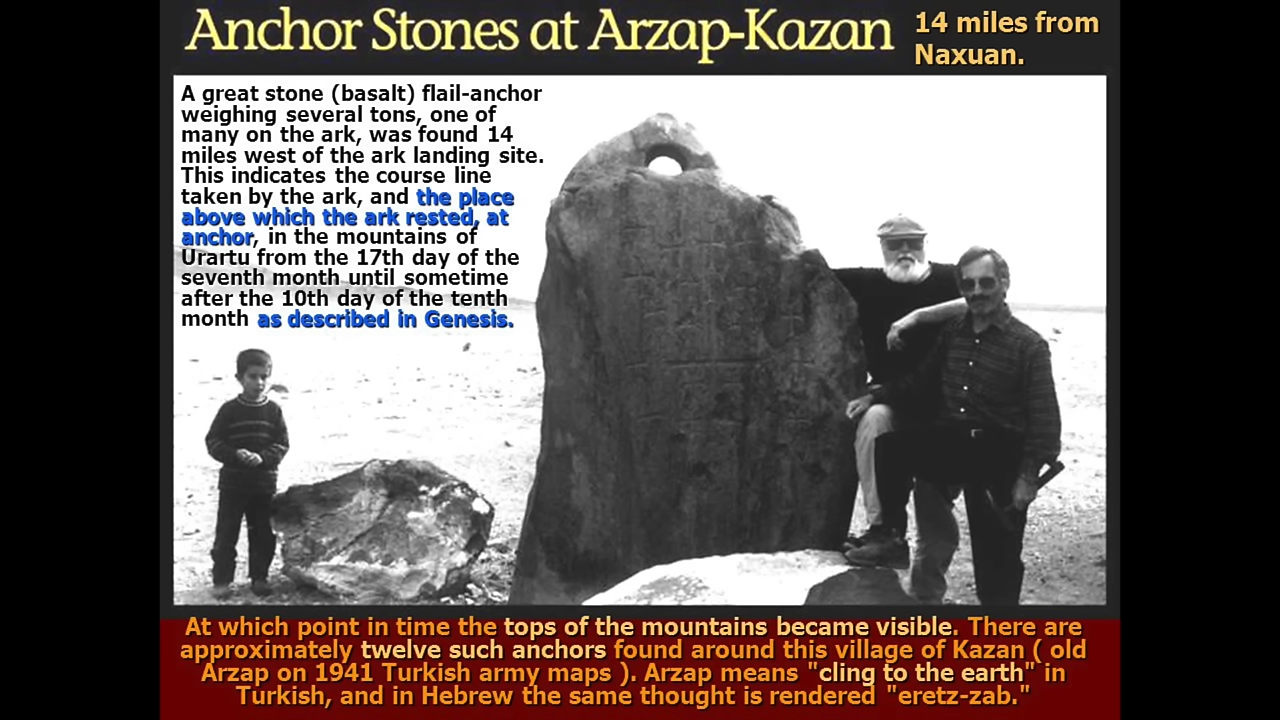 Anchor Stones at Arzap-Kazan
14 miles from
Naxuan.
A great stone (basalt) flail-anchor
weighing several tons, one of
many on the ark, was found 14
miles west of the ark landing site.
This indicates the course line
taken by the ark, and the place
above which the ark rested, at
anchor, in the mountains of
Urartu from the 17th day of the
seventh month until sometime
after the 10th day of the tenth
month as described in Genesis.
At which point in time the tops of the mountains became visible. There are
approximately twelve such anchors found around this village of Kazan ( old
Arzap on 1941 Turkish army maps ). Arzap means "cling to the earth" in
Turkish, and in Hebrew the same thought is rendered "eretz-zab."